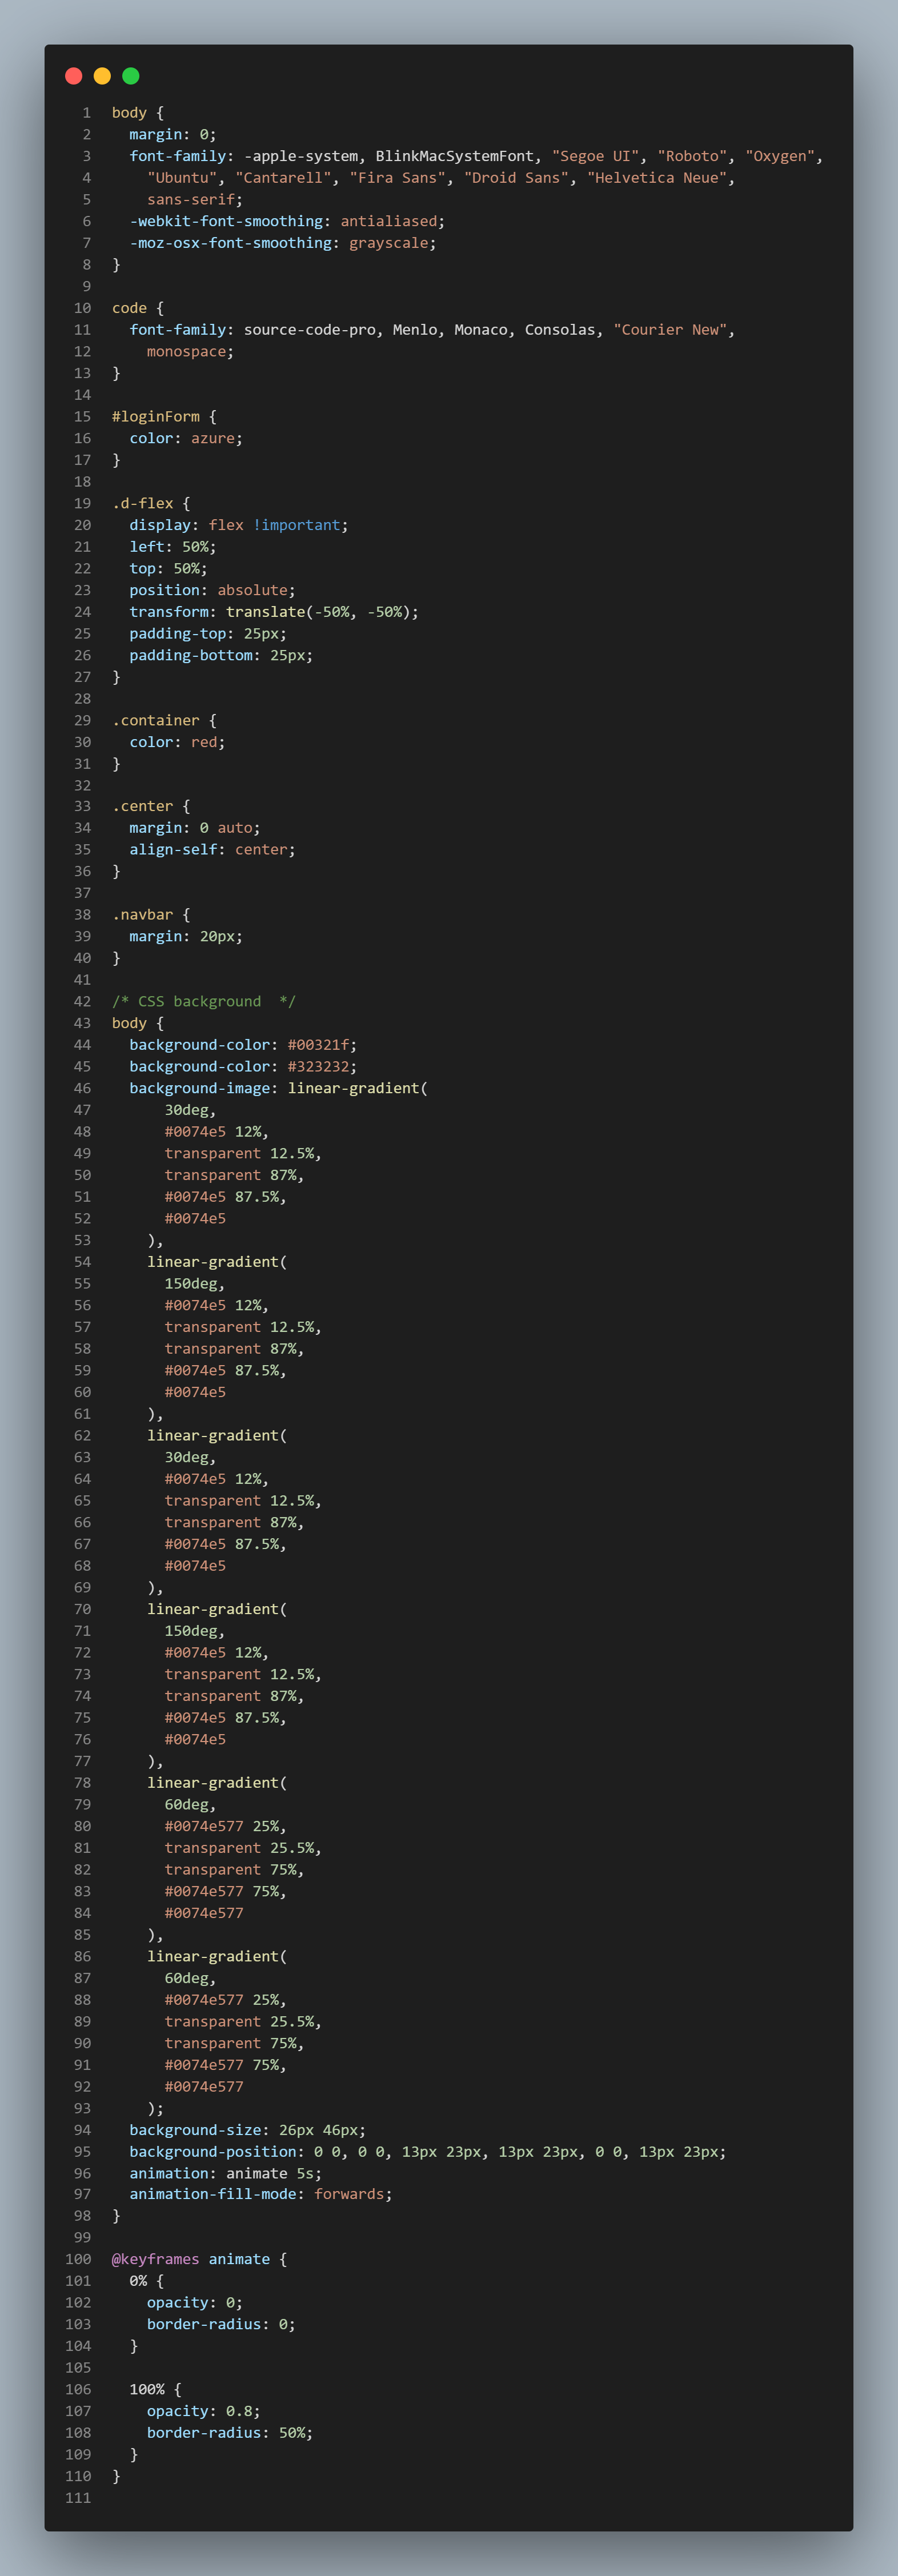 1 body {
2   margin: 0;
3   font-family: -apple-system, BlinkMacSystemFont, "Segoe UI", "Roboto", "Oxygen",
4     "Ubuntu", "Cantarell", "Fira Sans", "Droid Sans", "Helvetica Neue",
5     sans-serif;
6   -webkit-font-smoothing: antialiased;
7   -moz-osx-font-smoothing: grayscale;
8 }
9
10 code {
11   font-family: source-code-pro, Menlo, Monaco, Consolas, "Courier New",
12     monospace;
13 }
14
15 #loginForm {
16   color: azure;
17 }
18
19 .d-flex {
20   display: flex !important;
21   left: 50%;
22   top: 50%;
23   position: absolute;
24   transform: translate(-50%, -50%);
25   padding-top: 25px;
26   padding-bottom: 25px;
27 }
28
29 .container {
30   color: red;
31 }
32
33 .center {
34   margin: 0 auto;
35   align-self: center;
36 }
37
38 .navbar {
39   margin: 20px;
40 }
41
42 /* CSS background  */
43 body {
44   background-color: #00321f;
45   background-color: #323232;
46   background-image: linear-gradient(
47       30deg,
48       #0074e5 12%,
49       transparent 12.5%,
50       transparent 87%,
51       #0074e5 87.5%,
52       #0074e5
53     ),
54     linear-gradient(
55       150deg,
56       #0074e5 12%,
57       transparent 12.5%,
58       transparent 87%,
59       #0074e5 87.5%,
60       #0074e5
61     ),
62     linear-gradient(
63       30deg,
64       #0074e5 12%,
65       transparent 12.5%,
66       transparent 87%,
67       #0074e5 87.5%,
68       #0074e5
69     ),
70     linear-gradient(
71       150deg,
72       #0074e5 12%,
73       transparent 12.5%,
74       transparent 87%,
75       #0074e5 87.5%,
76       #0074e5
77     ),
78     linear-gradient(
79       60deg,
80       #0074e577 25%,
81       transparent 25.5%,
82       transparent 75%,
83       #0074e577 75%,
84       #0074e577
85     ),
86     linear-gradient(
87       60deg,
88       #0074e577 25%,
89       transparent 25.5%,
90       transparent 75%,
91       #0074e577 75%,
92       #0074e577
93     );
94   background-size: 26px 46px;
95   background-position: 0 0, 0 0, 13px 23px, 13px 23px, 0 0, 13px 23px;
96   animation: animate 5s;
97   animation-fill-mode: forwards;
98 }
99
100 @keyframes animate {
101   0% {
102     opacity: 0;
103     border-radius: 0;
104   }
105
106   100% {
107     opacity: 0.8;
108     border-radius: 50%;
109   }
110 }
111